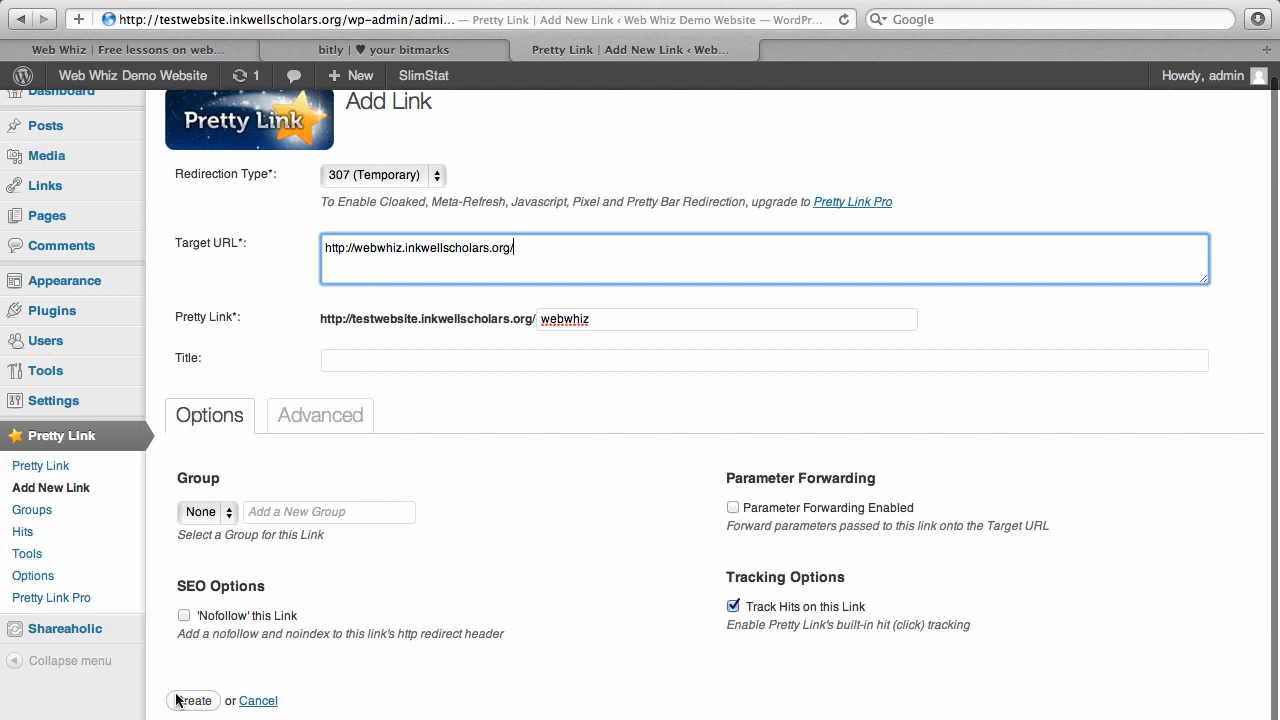 http://testwebsite.inkwellscholars.org/wp-admin/admi... — Pretty Link | Add New Link ‹ Web Whiz Demo Website — WordPr...
Google
Web Whiz | Free lessons on web...
bitly | ♥ your bitmarks
Pretty Link | Add New Link ‹ Web...
Web Whiz Demo Website
1
New
SlimStat
Howdy, admin
Dashboard
Posts
Media
Links
Pages
Comments
Appearance
Plugins
Users
Tools
Settings
Pretty Link
Pretty Link
Add New Link
Groups
Hits
Tools
Options
Pretty Link Pro
Shareaholic
Collapse menu
Pretty Link
Add Link
Redirection Type*:
307 (Temporary)
To Enable Cloaked, Meta-Refresh, Javascript, Pixel and Pretty Bar Redirection, upgrade to Pretty Link Pro
Target URL*:
http://webwhiz.inkwellscholars.org/
Pretty Link*:
http://testwebsite.inkwellscholars.org/ webwhiz
Title:
Options
Advanced
Group
None
Add a New Group
Select a Group for this Link
SEO Options
'Nofollow' this Link
Add a nofollow and noindex to this link's http redirect header
Parameter Forwarding
Parameter Forwarding Enabled
Forward parameters passed to this link onto the Target URL
Tracking Options
Track Hits on this Link
Enable Pretty Link's built-in hit (click) tracking
Create or Cancel